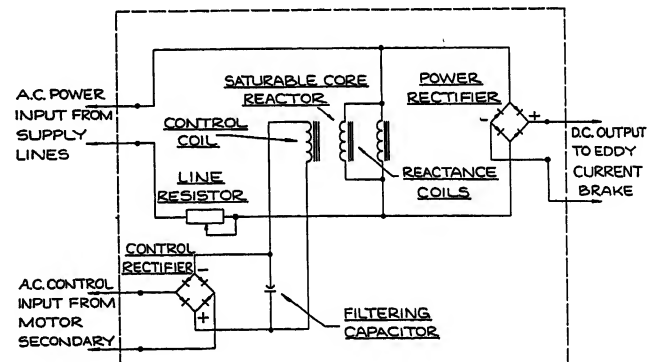 A.C. POWER
INPUT FROM
SUPPLY
LINES
SATURABLE CORE
REACTOR
CONTROL
COIL
POWER
RECTIFIER
-
+
D.C. OUTPUT
TO EDDY
CURRENT
BRAKE
REACTANCE
COILS
LINE
RESISTOR
CONTROL
RECTIFIER
-
+
A.C. CONTROL
INPUT FROM
MOTOR
SECONDARY
FILTERING
CAPACITOR